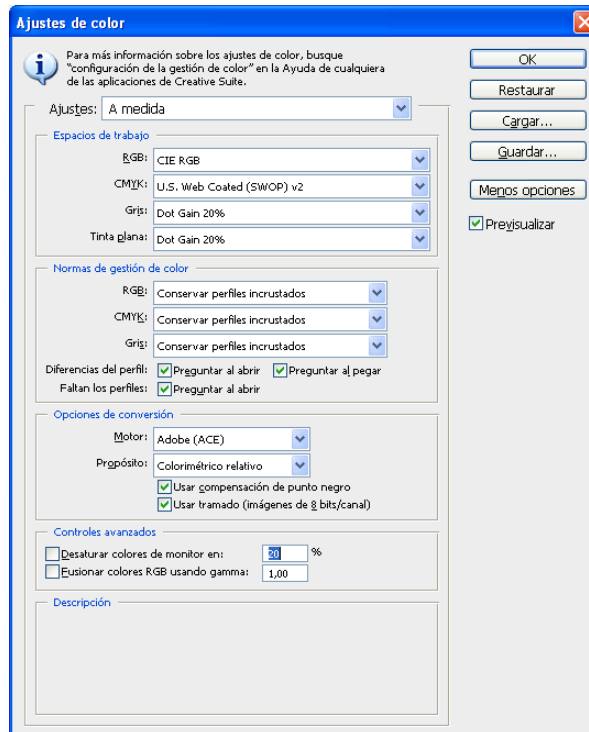 Ajustes de color
Para más información sobre los ajustes de color, busque
"configuración de la gestión de color" en la Ayuda de cualquiera
de las aplicaciones de Creative Suite.
OK
Restaurar
Cargar...
Guardar...
Menos opciones
Previsualizar
Ajustes: A medida
Espacios de trabajo
RGB: CIE RGB
CMYK: U.S. Web Coated (SWOP) v2
Gris: Dot Gain 20%
Tinta plana: Dot Gain 20%
Normas de gestión de color
RGB: Conservar perfiles incrustados
CMYK: Conservar perfiles incrustados
Gris: Conservar perfiles incrustados
Diferencias del perfil: Preguntar al abrir Preguntar al pegar
Faltan los perfiles: Preguntar al abrir
Opciones de conversión
Motor: Adobe (ACE)
Propósito: Colorimétrico relativo
Usar compensación de punto negro
Usar tramado (imágenes de 8 bits/canal)
Controles avanzados
Desaturar colores de monitor en: 20 %
Fusionar colores RGB usando gamma: 1,00
Descripción